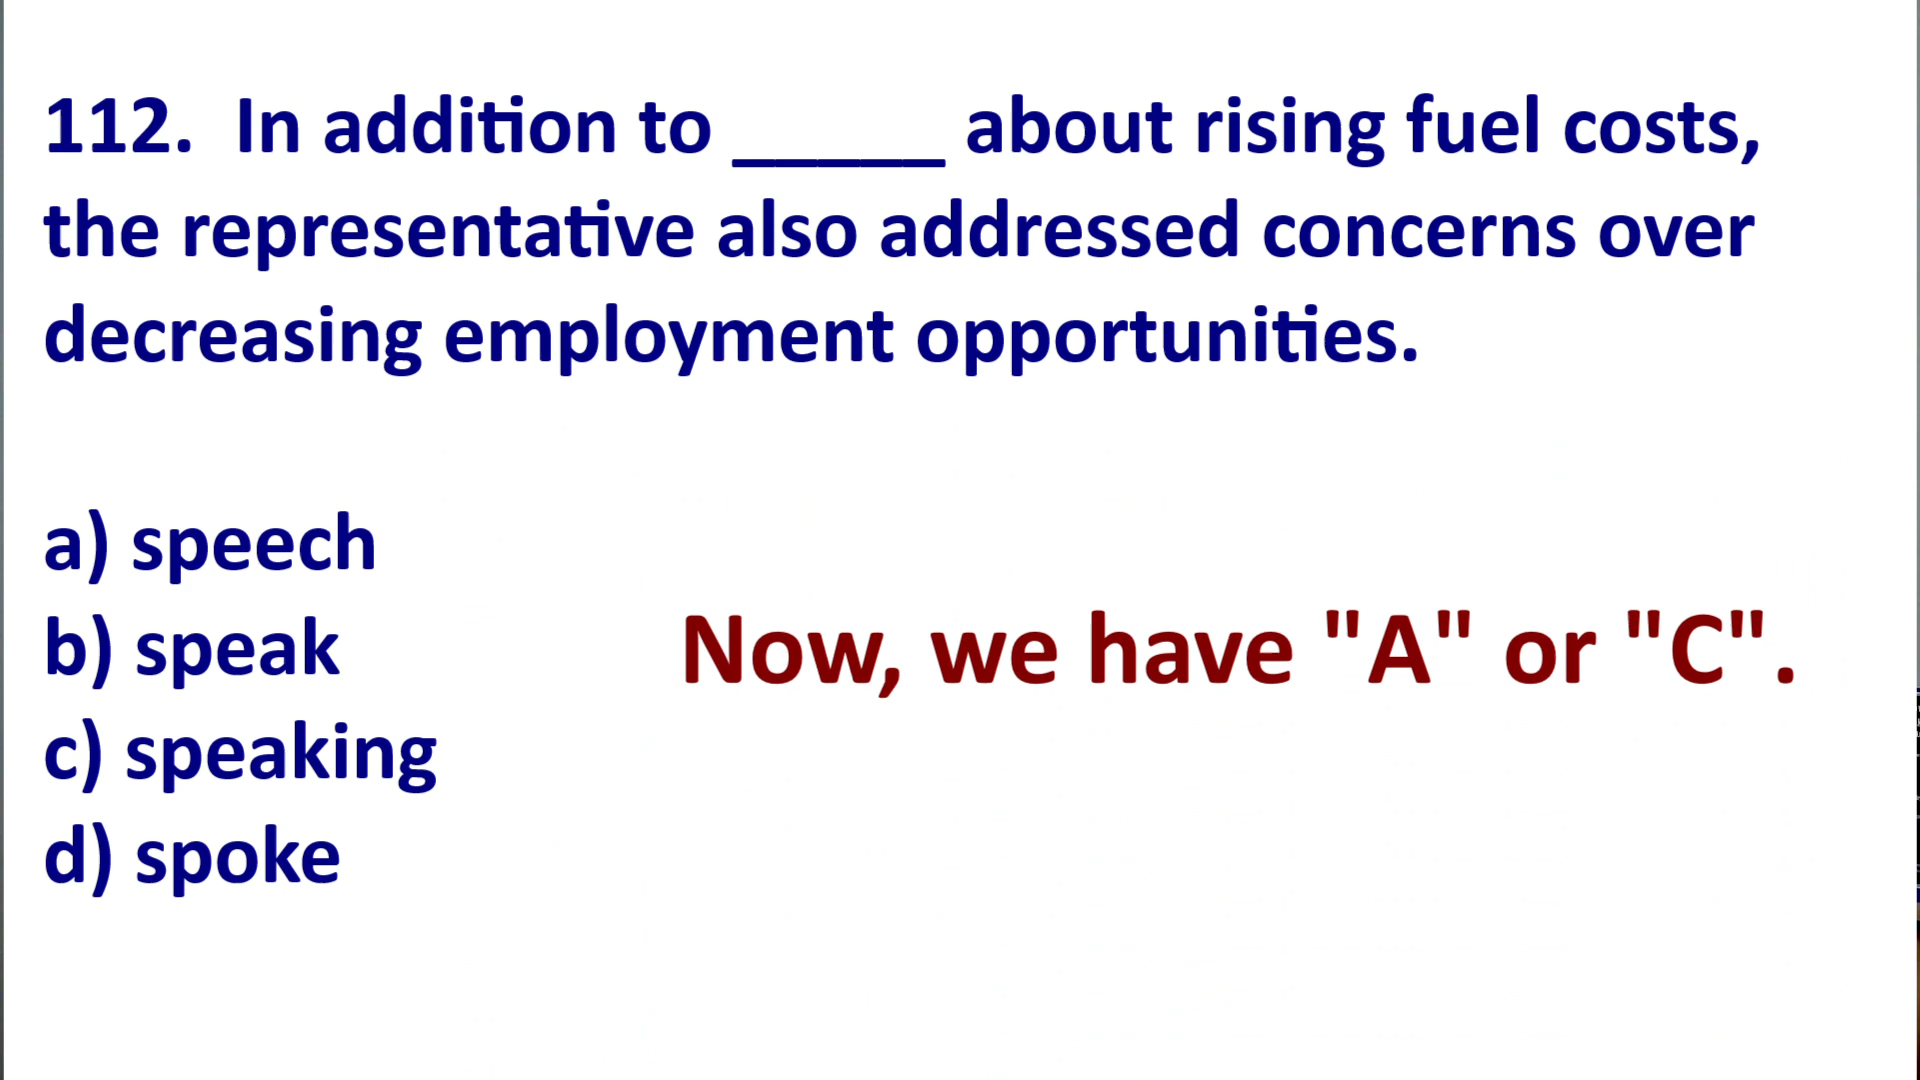 112. In addition to _____ about rising fuel costs,
the representative also addressed concerns over
decreasing employment opportunities.
a) speech
b) speak
Now, we have "A" or "C".
c) speaking
d) spoke